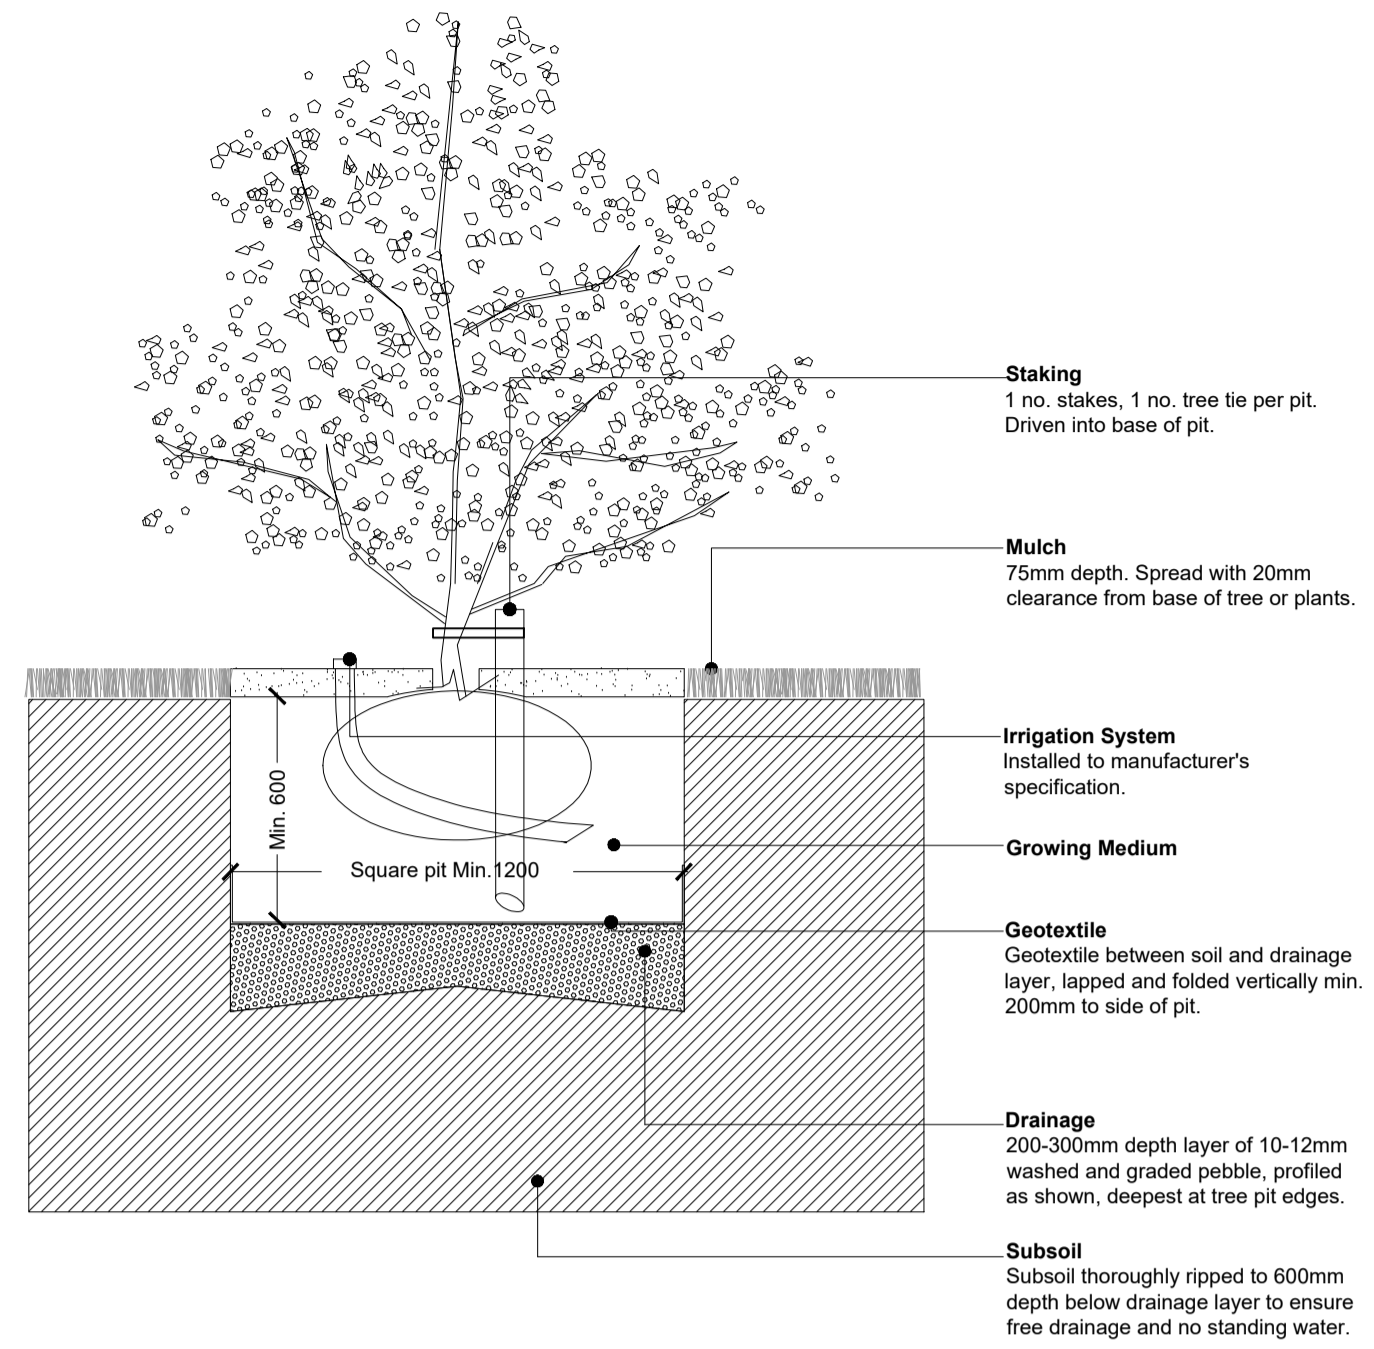 Staking
1 no. stakes, 1 no. tree tie per pit.
Driven into base of pit.
Mulch
75mm depth. Spread with 20mm
clearance from base of tree or plants.
Irrigation System
Installed to manufacturer's
specification.
Min. 600
Growing Medium
Square pit Min.1200
Geotextile
Geotextile between soil and drainage
layer, lapped and folded vertically min.
200mm to side of pit.
Drainage
200-300mm depth layer of 10-12mm
washed and graded pebble, profiled
as shown, deepest at tree pit edges.
Subsoil
Subsoil thoroughly ripped to 600mm
depth below drainage layer to ensure
free drainage and no standing water.